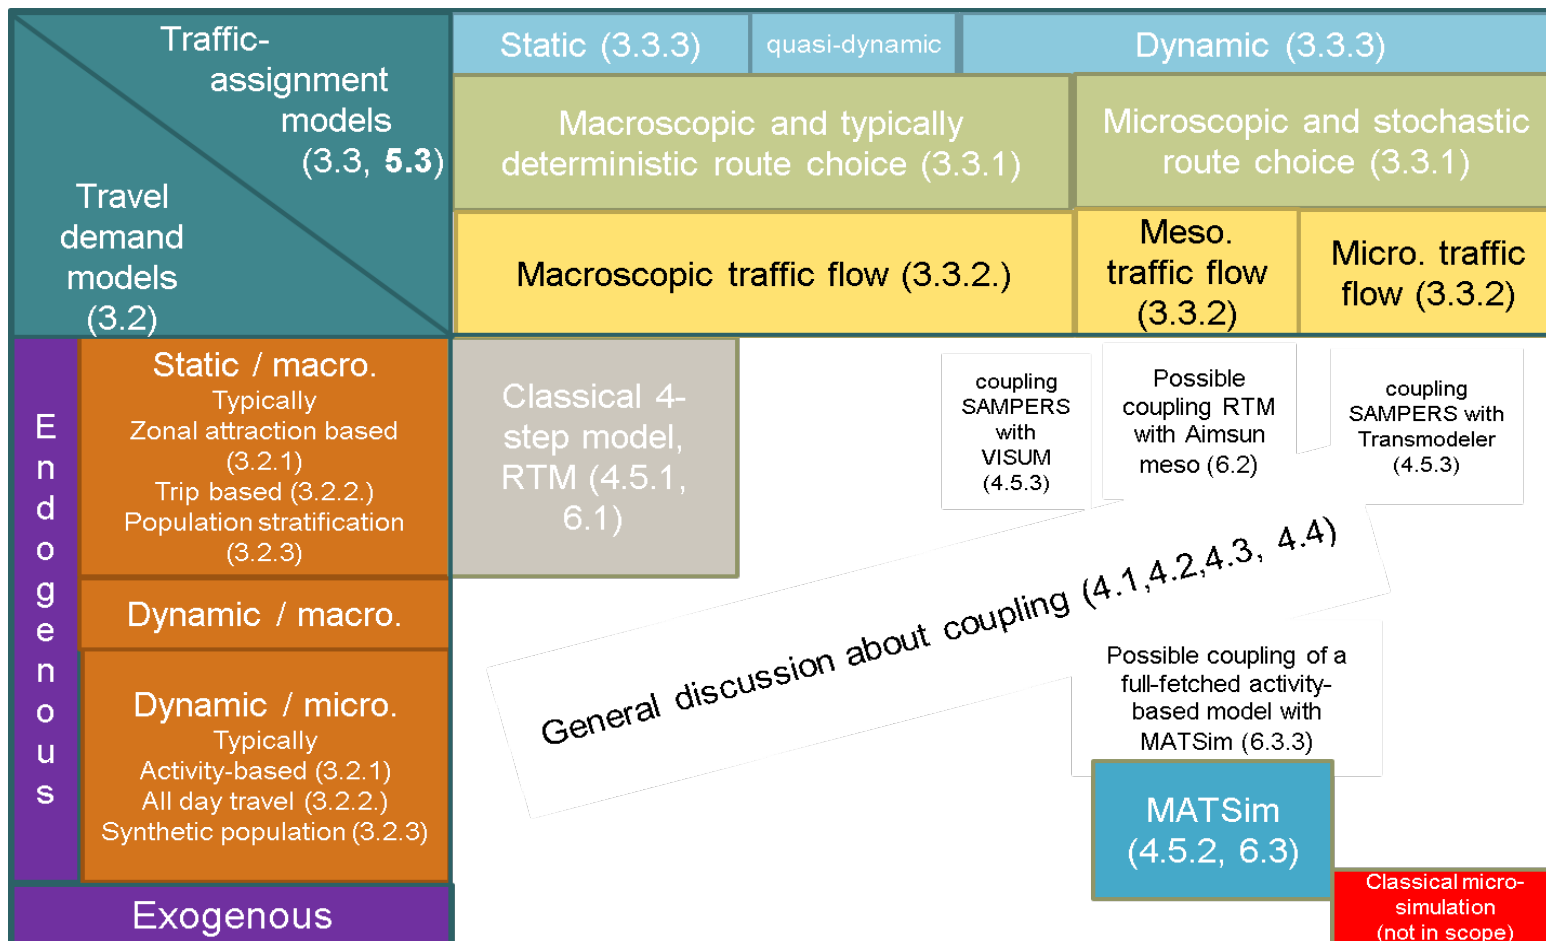 Traffic-
assignment
models
(3.3, 5.3)
Travel
demand
models
(3.2)
Static (3.3.3)
quasi-dynamic
Dynamic (3.3.3)
Macroscopic and typically
deterministic route choice (3.3.1)
Microscopic and stochastic
route choice (3.3.1)
Macroscopic traffic flow (3.3.2.)
Meso.
traffic flow
(3.3.2)
Micro. traffic
flow (3.3.2)
Endogenous
Static / macro.
Typically
Zonal attraction based
(3.2.1)
Trip based (3.2.2.)
Population stratification
(3.2.3)
Classical 4-
step model,
RTM (4.5.1,
6.1)
coupling
SAMPERS
with
VISUM
(4.5.3)
Possible
coupling RTM
with Aimsun
meso (6.2)
coupling
SAMPERS with
Transmodeler
(4.5.3)
General discussion about coupling (4.1,4.2,4.3, 4.4)
Dynamic / macro.
Dynamic / micro.
Typically
Activity-based (3.2.1)
All day travel (3.2.2.)
Synthetic population (3.2.3)
Possible coupling of a
full-fetched activity-
based model with
MATSim (6.3.3)
MATSim
(4.5.2, 6.3)
Exogenous
Classical micro-
simulation
(not in scope)